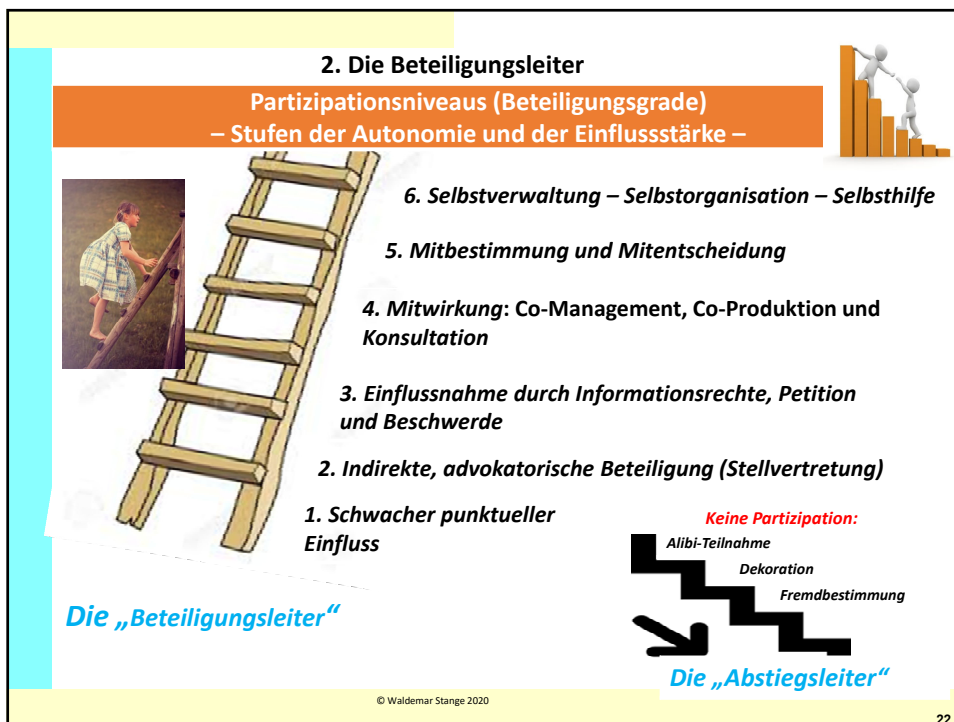 2. Die Beteiligungsleiter
Partizipationsniveaus (Beteiligungsgrade)
– Stufen der Autonomie und der Einflussstärke –
6. Selbstverwaltung – Selbstorganisation – Selbsthilfe
5. Mitbestimmung und Mitentscheidung
4. Mitwirkung: Co-Management, Co-Produktion und
Konsultation
3. Einflussnahme durch Informationsrechte, Petition
und Beschwerde
2. Indirekte, advokatorische Beteiligung (Stellvertretung)
1. Schwacher punktueller
Einfluss
Keine Partizipation:
Alibi-Teilnahme
Dekoration
Fremdbestimmung
Die „Beteiligungsleiter“
Die „Abstiegsleiter“
© Waldemar Stange 2020
22